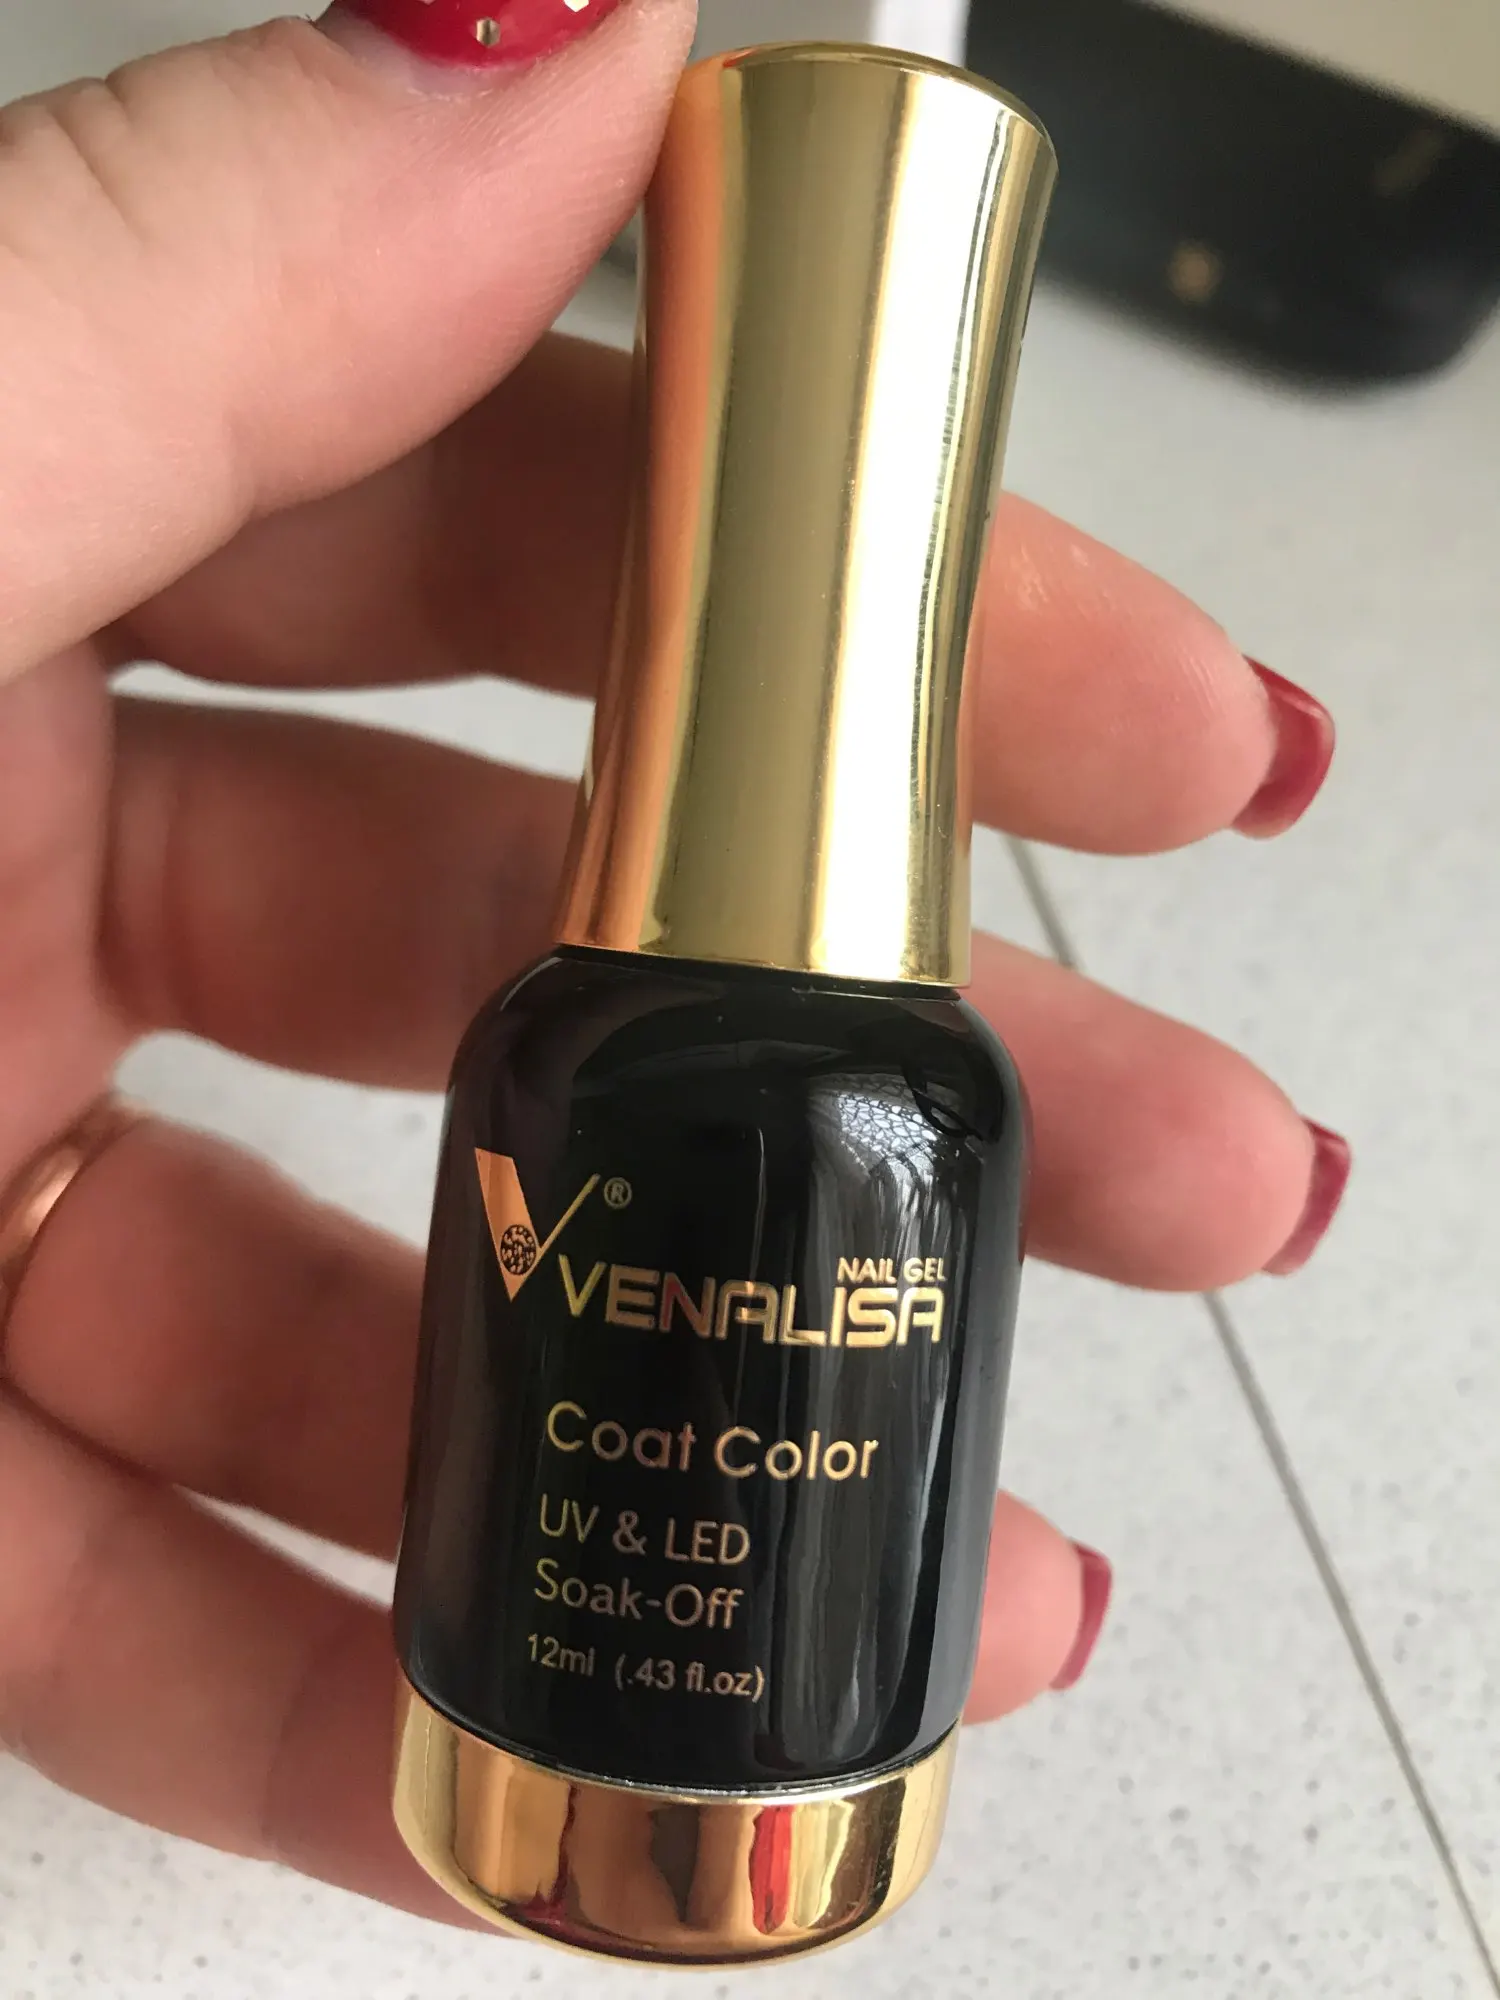 V®
NAIL GEL
VENALISA
Coat Color
UV & LED
Soak-Off
12ml (.43 fl.oz)